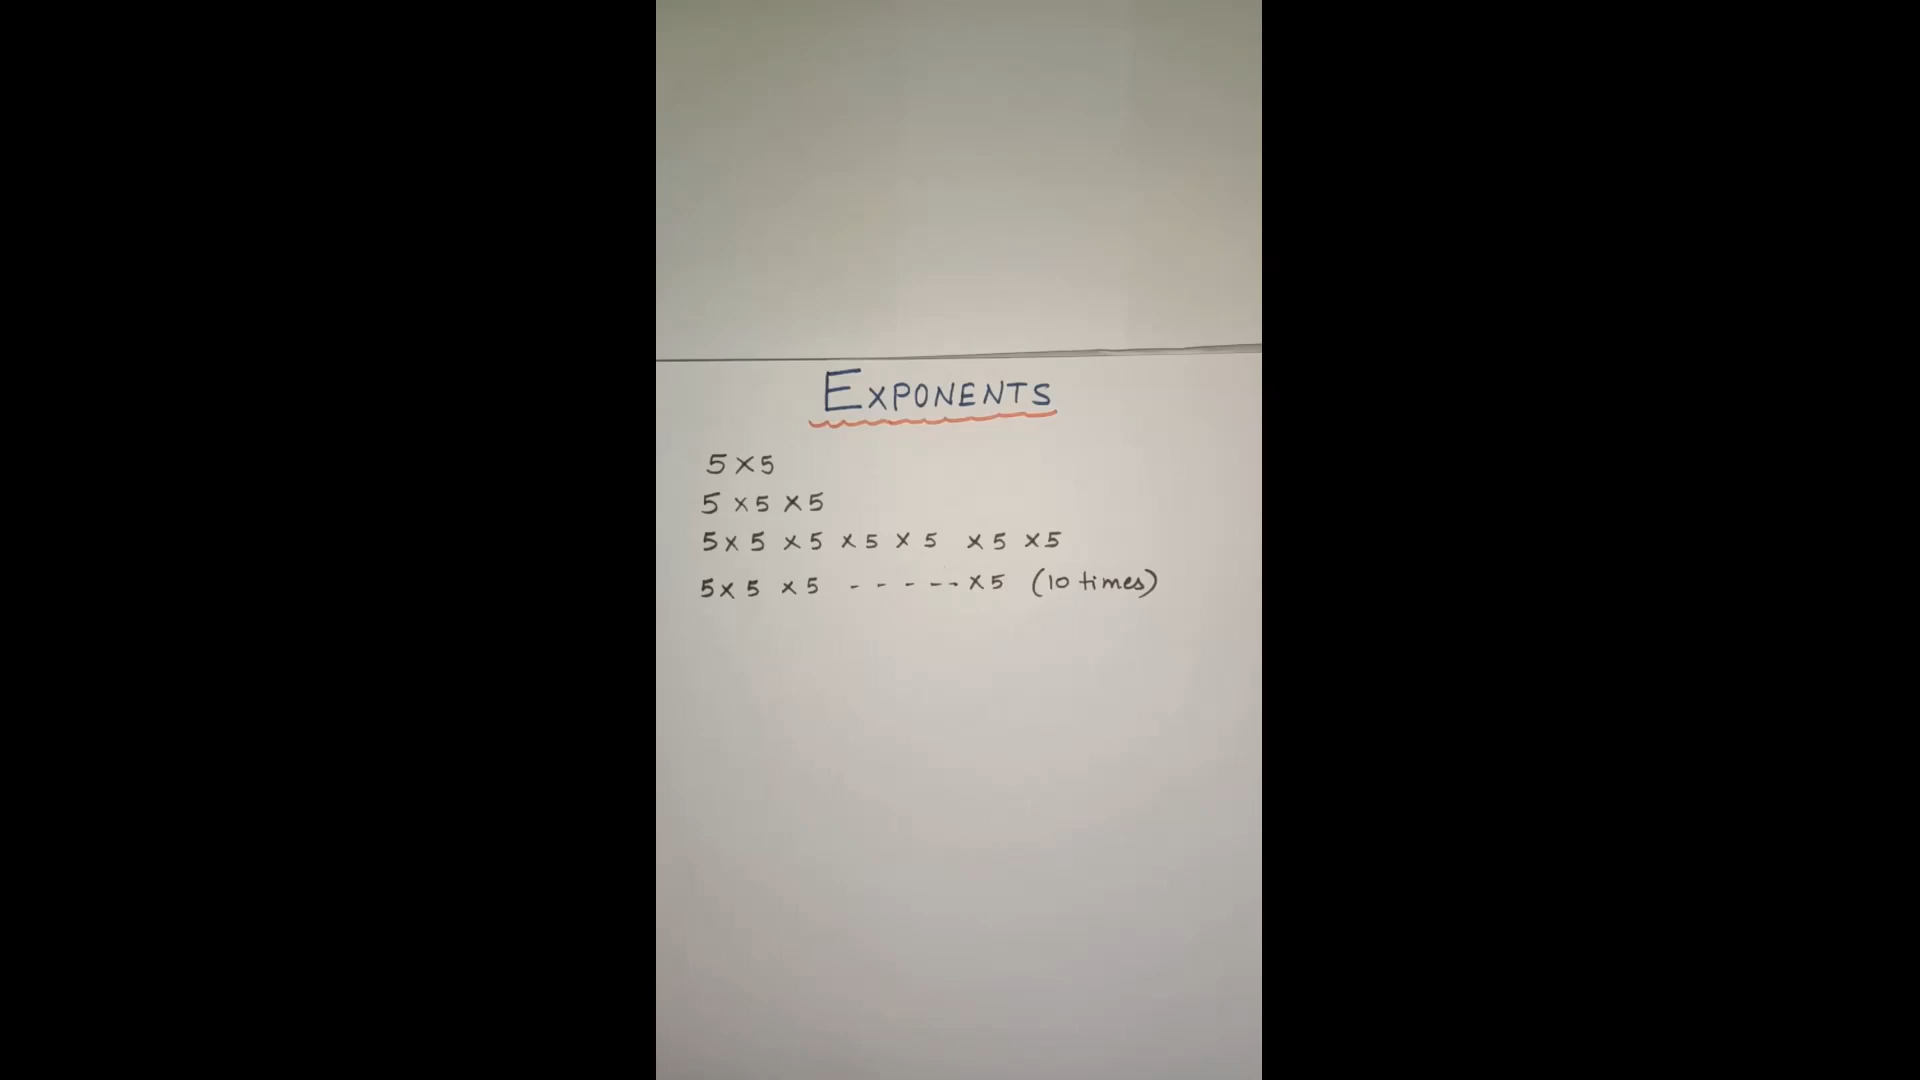 EXPONENTS
5 × 5
5 × 5 × 5
5 × 5 × 5 × 5 × 5 × 5 × 5
5 × 5 × 5 - - - - - × 5 (10 times)